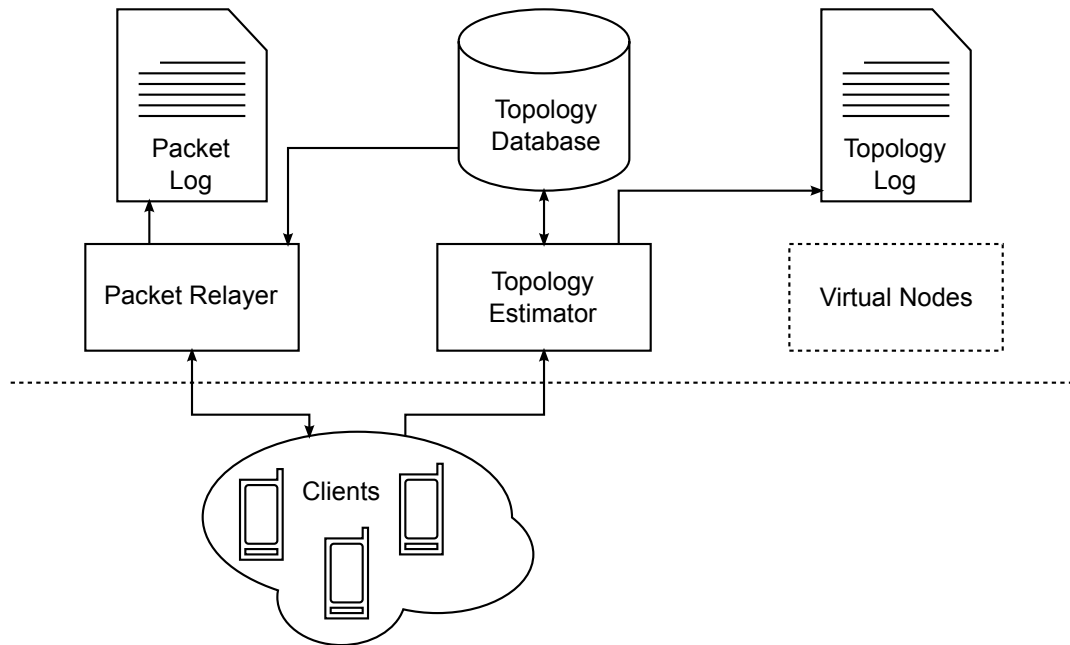 Packet
Log
Topology
Database
Topology
Log
Packet Relayer
Topology
Estimator
Virtual Nodes
Clients